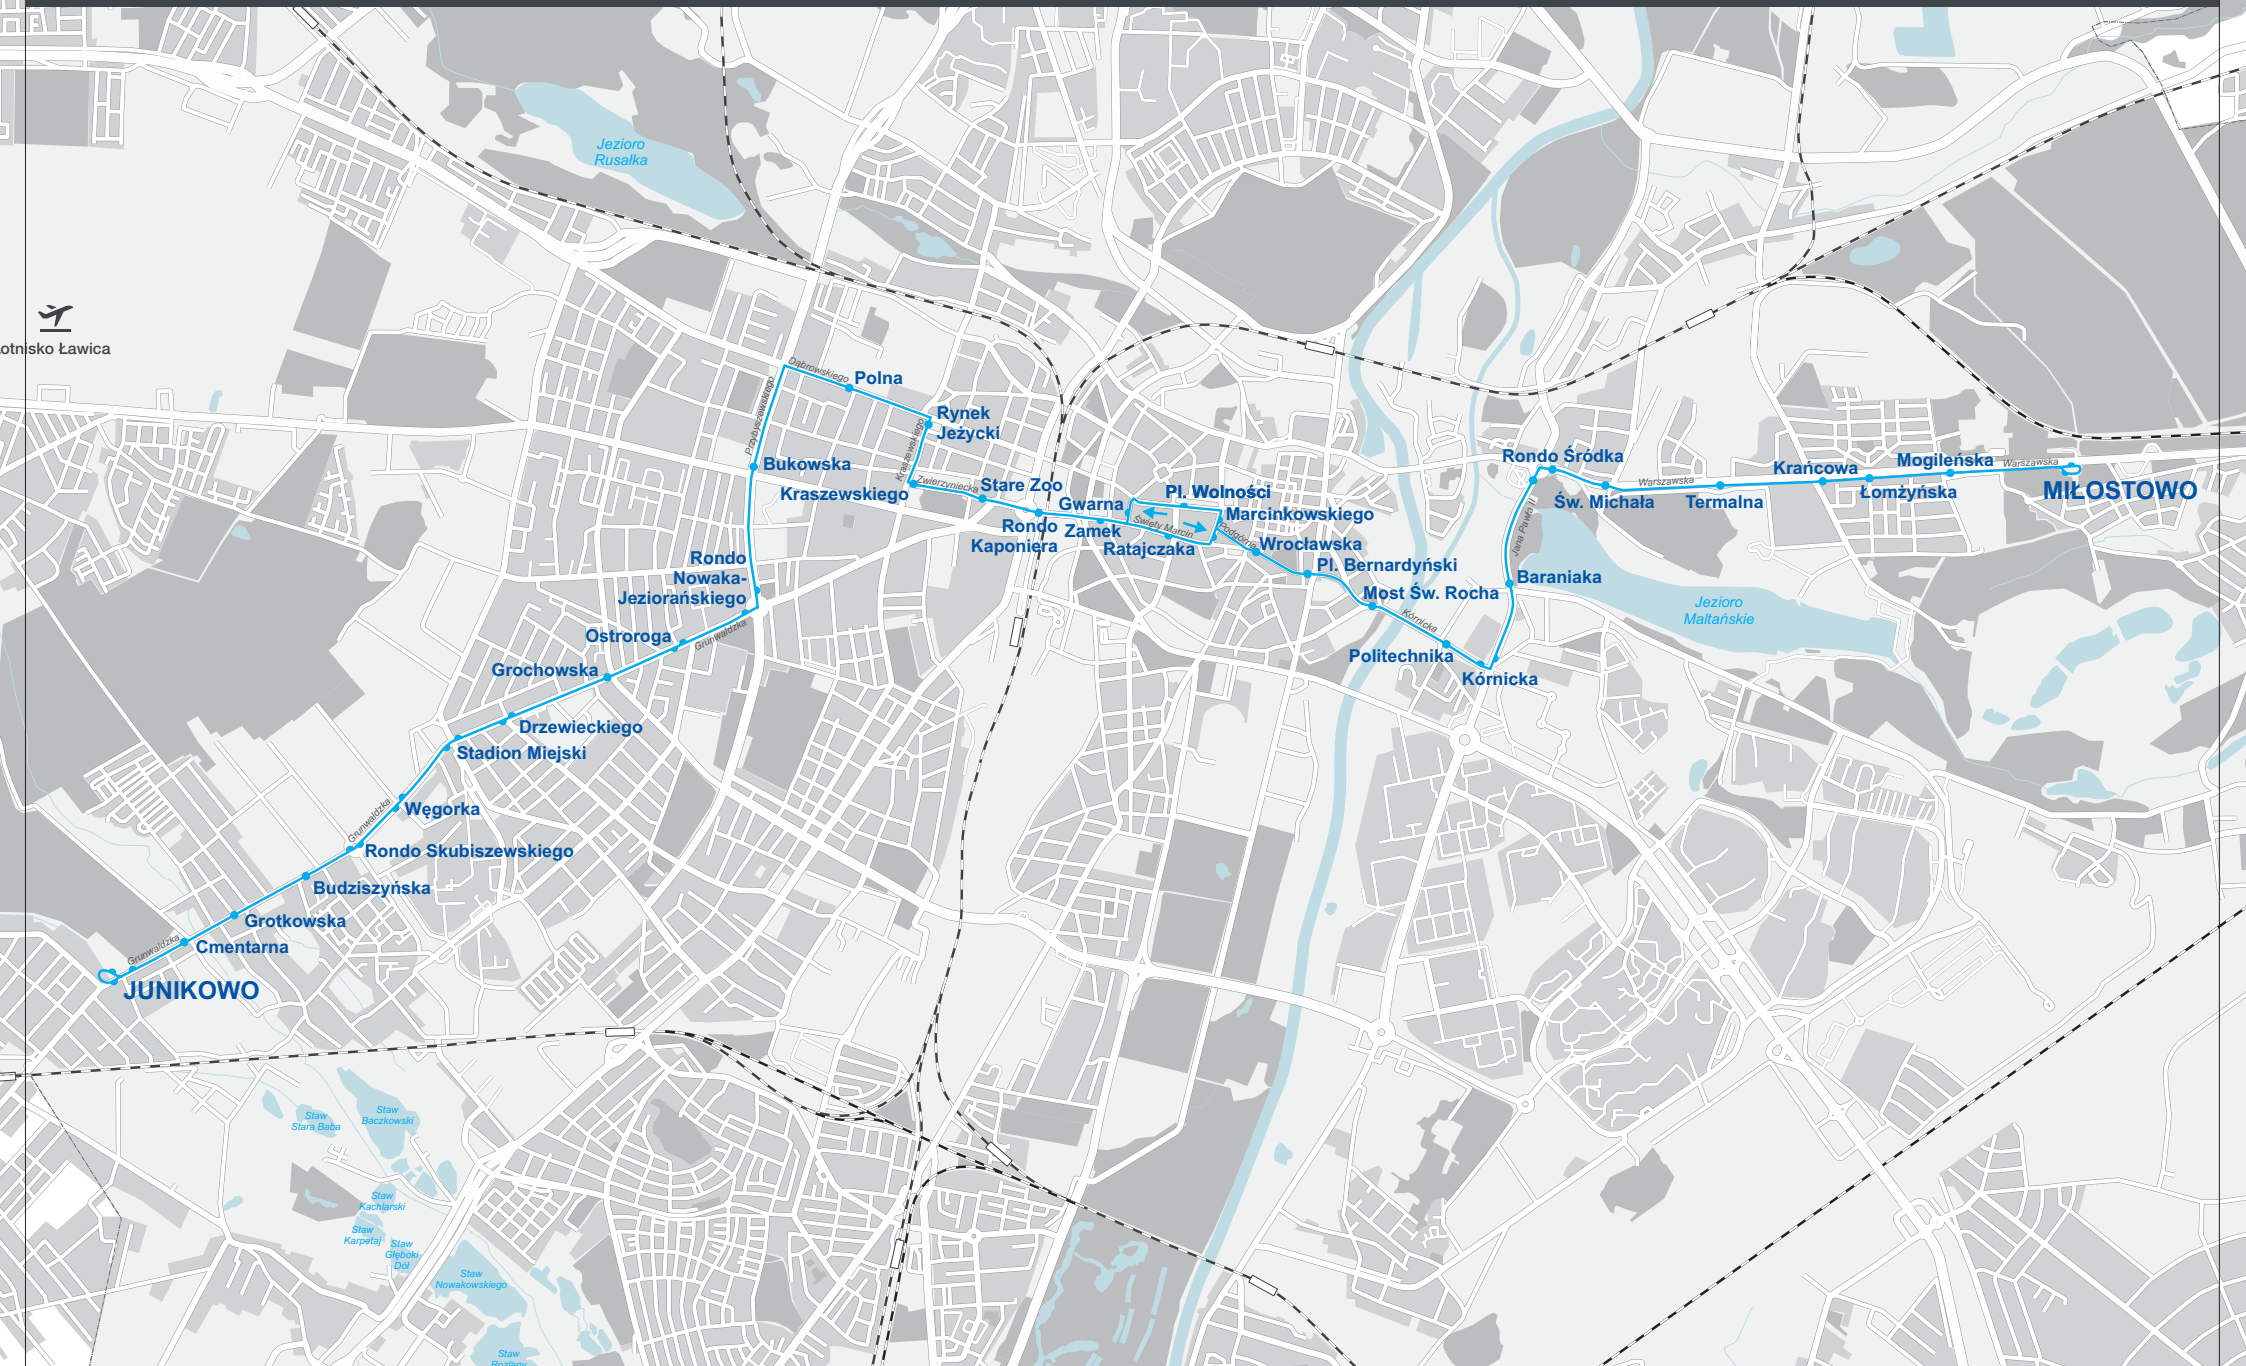 Jezioro
Rusałka
Lotnisko Ławica
Dąbrowskiego
Polna
Przybyszewskiego
Rynek
Jeżycki
Kraszewskiego
Bukowska
Kraszewskiego
Zwierzyniecka
Stare Zoo
Rondo
Kaponiera
Gwarna
Zamek
Pl. Wolności
Marcinkowskiego
Święty Marcin
Ratajczaka
Podgórna
Wrocławska
Pl. Bernardyński
Most Św. Rocha
Kórnicka
Politechnika
Kórnicka
Baraniaka
Jana Pawła II
Rondo Śródka
Św. Michała
Warszawska
Termalna
Krańcowa
Łomżyńska
Mogileńska
Warszawska
MIŁOSTOWO
Jezioro
Maltańskie
Rondo
Nowaka-
Jeziorańskiego
Grunwaldzka
Ostroroga
Grochowska
Drzewieckiego
Stadion Miejski
Węgorka
Grunwaldzka
Rondo Skubiszewskiego
Budziszyńska
Grotkowska
Cmentarna
Grunwaldzka
JUNIKOWO
Staw
Stara Baba
Staw
Baczkowski
Staw
Kachlarski
Staw
Karpetaj
Staw
Głęboki
Dół
Staw
Nowakowskiego
Staw
Rozlany